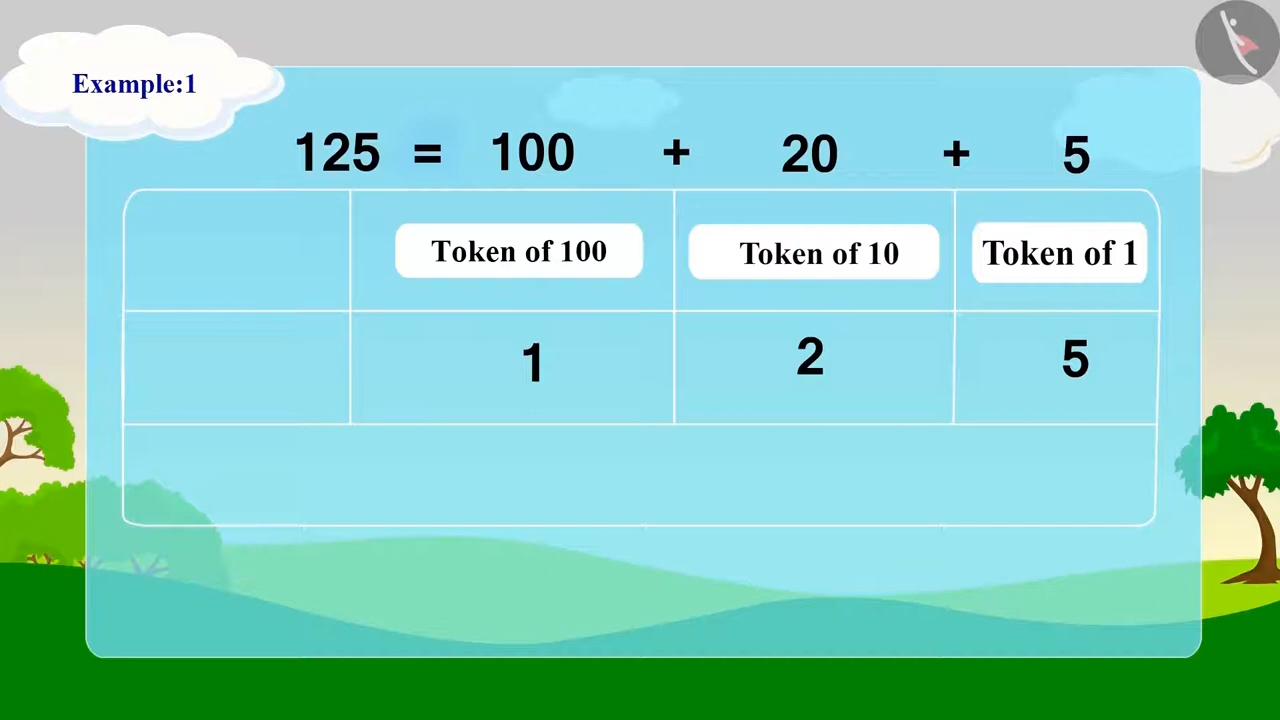 Example:1
125 = 100 + 20 + 5
Token of 100 Token of 10 Token of 1
1 2 5